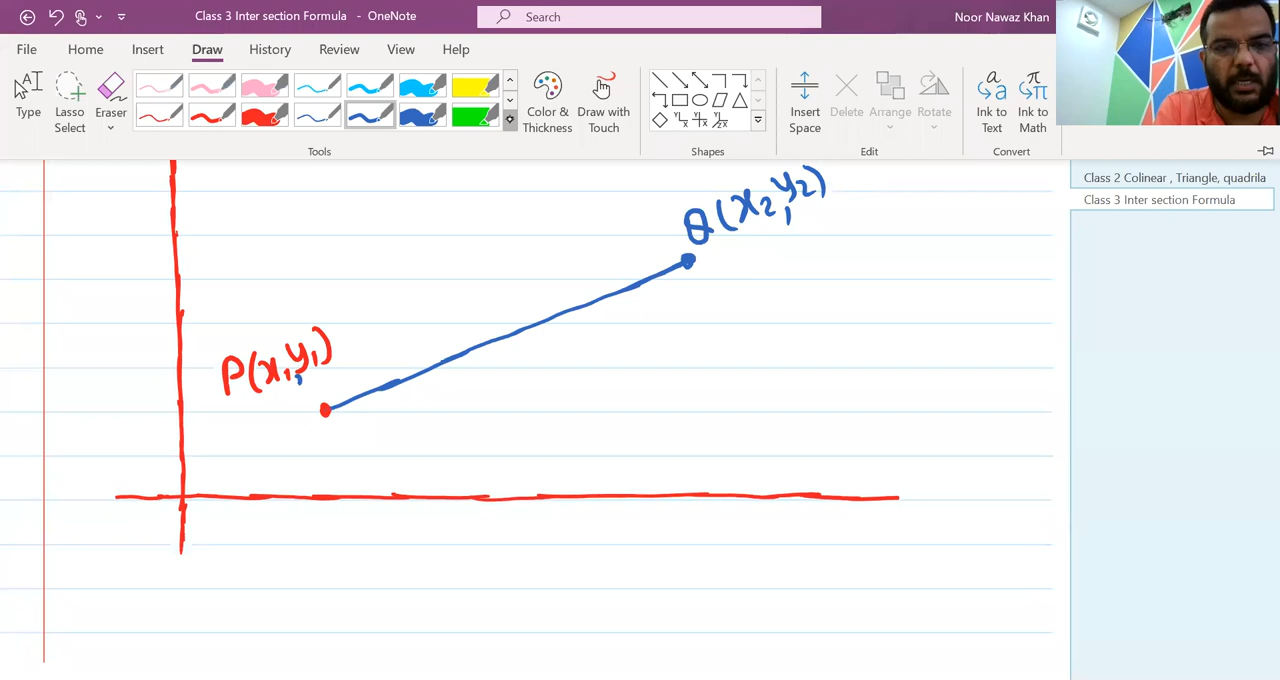 Class 3 Inter section Formula - OneNote
Search
Noor Nawaz Khan
File Home Insert Draw History Review View Help
Type
Lasso Select
Eraser
Color & Thickness
Draw with Touch
Insert Space
Delete
Arrange
Rotate
Ink to Text
Ink to Math
Tools
Shapes
Edit
Convert
Class 2 Colinear , Triangle, quadrila
Class 3 Inter section Formula
Q(x₂,y₂)
P(x₁,y₁)